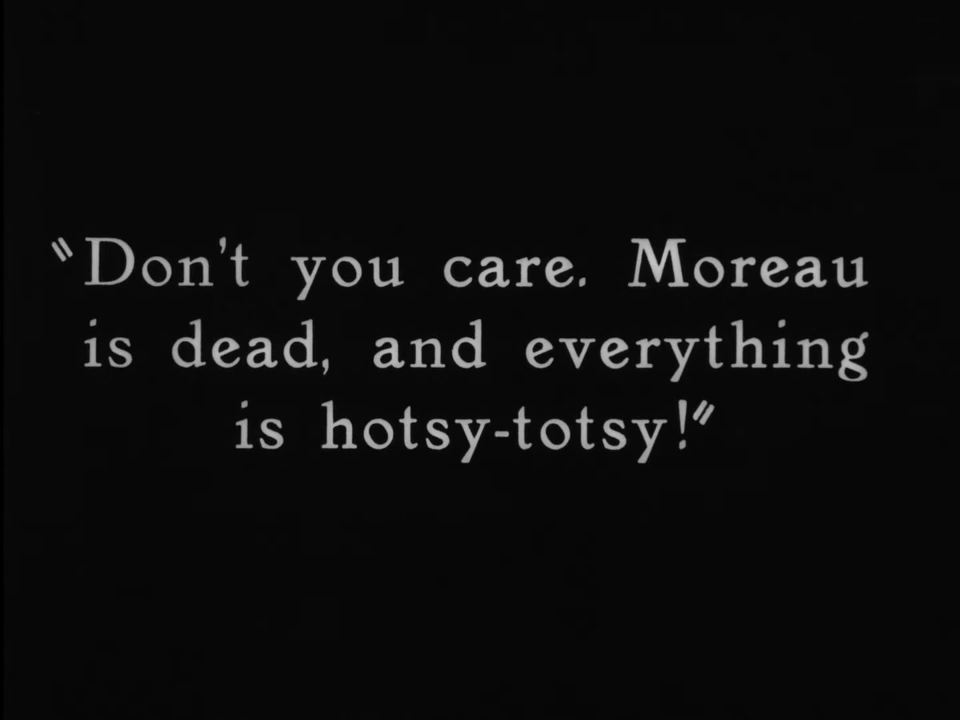 "Don't you care. Moreau
is dead, and everything
is hotsy-totsy!"